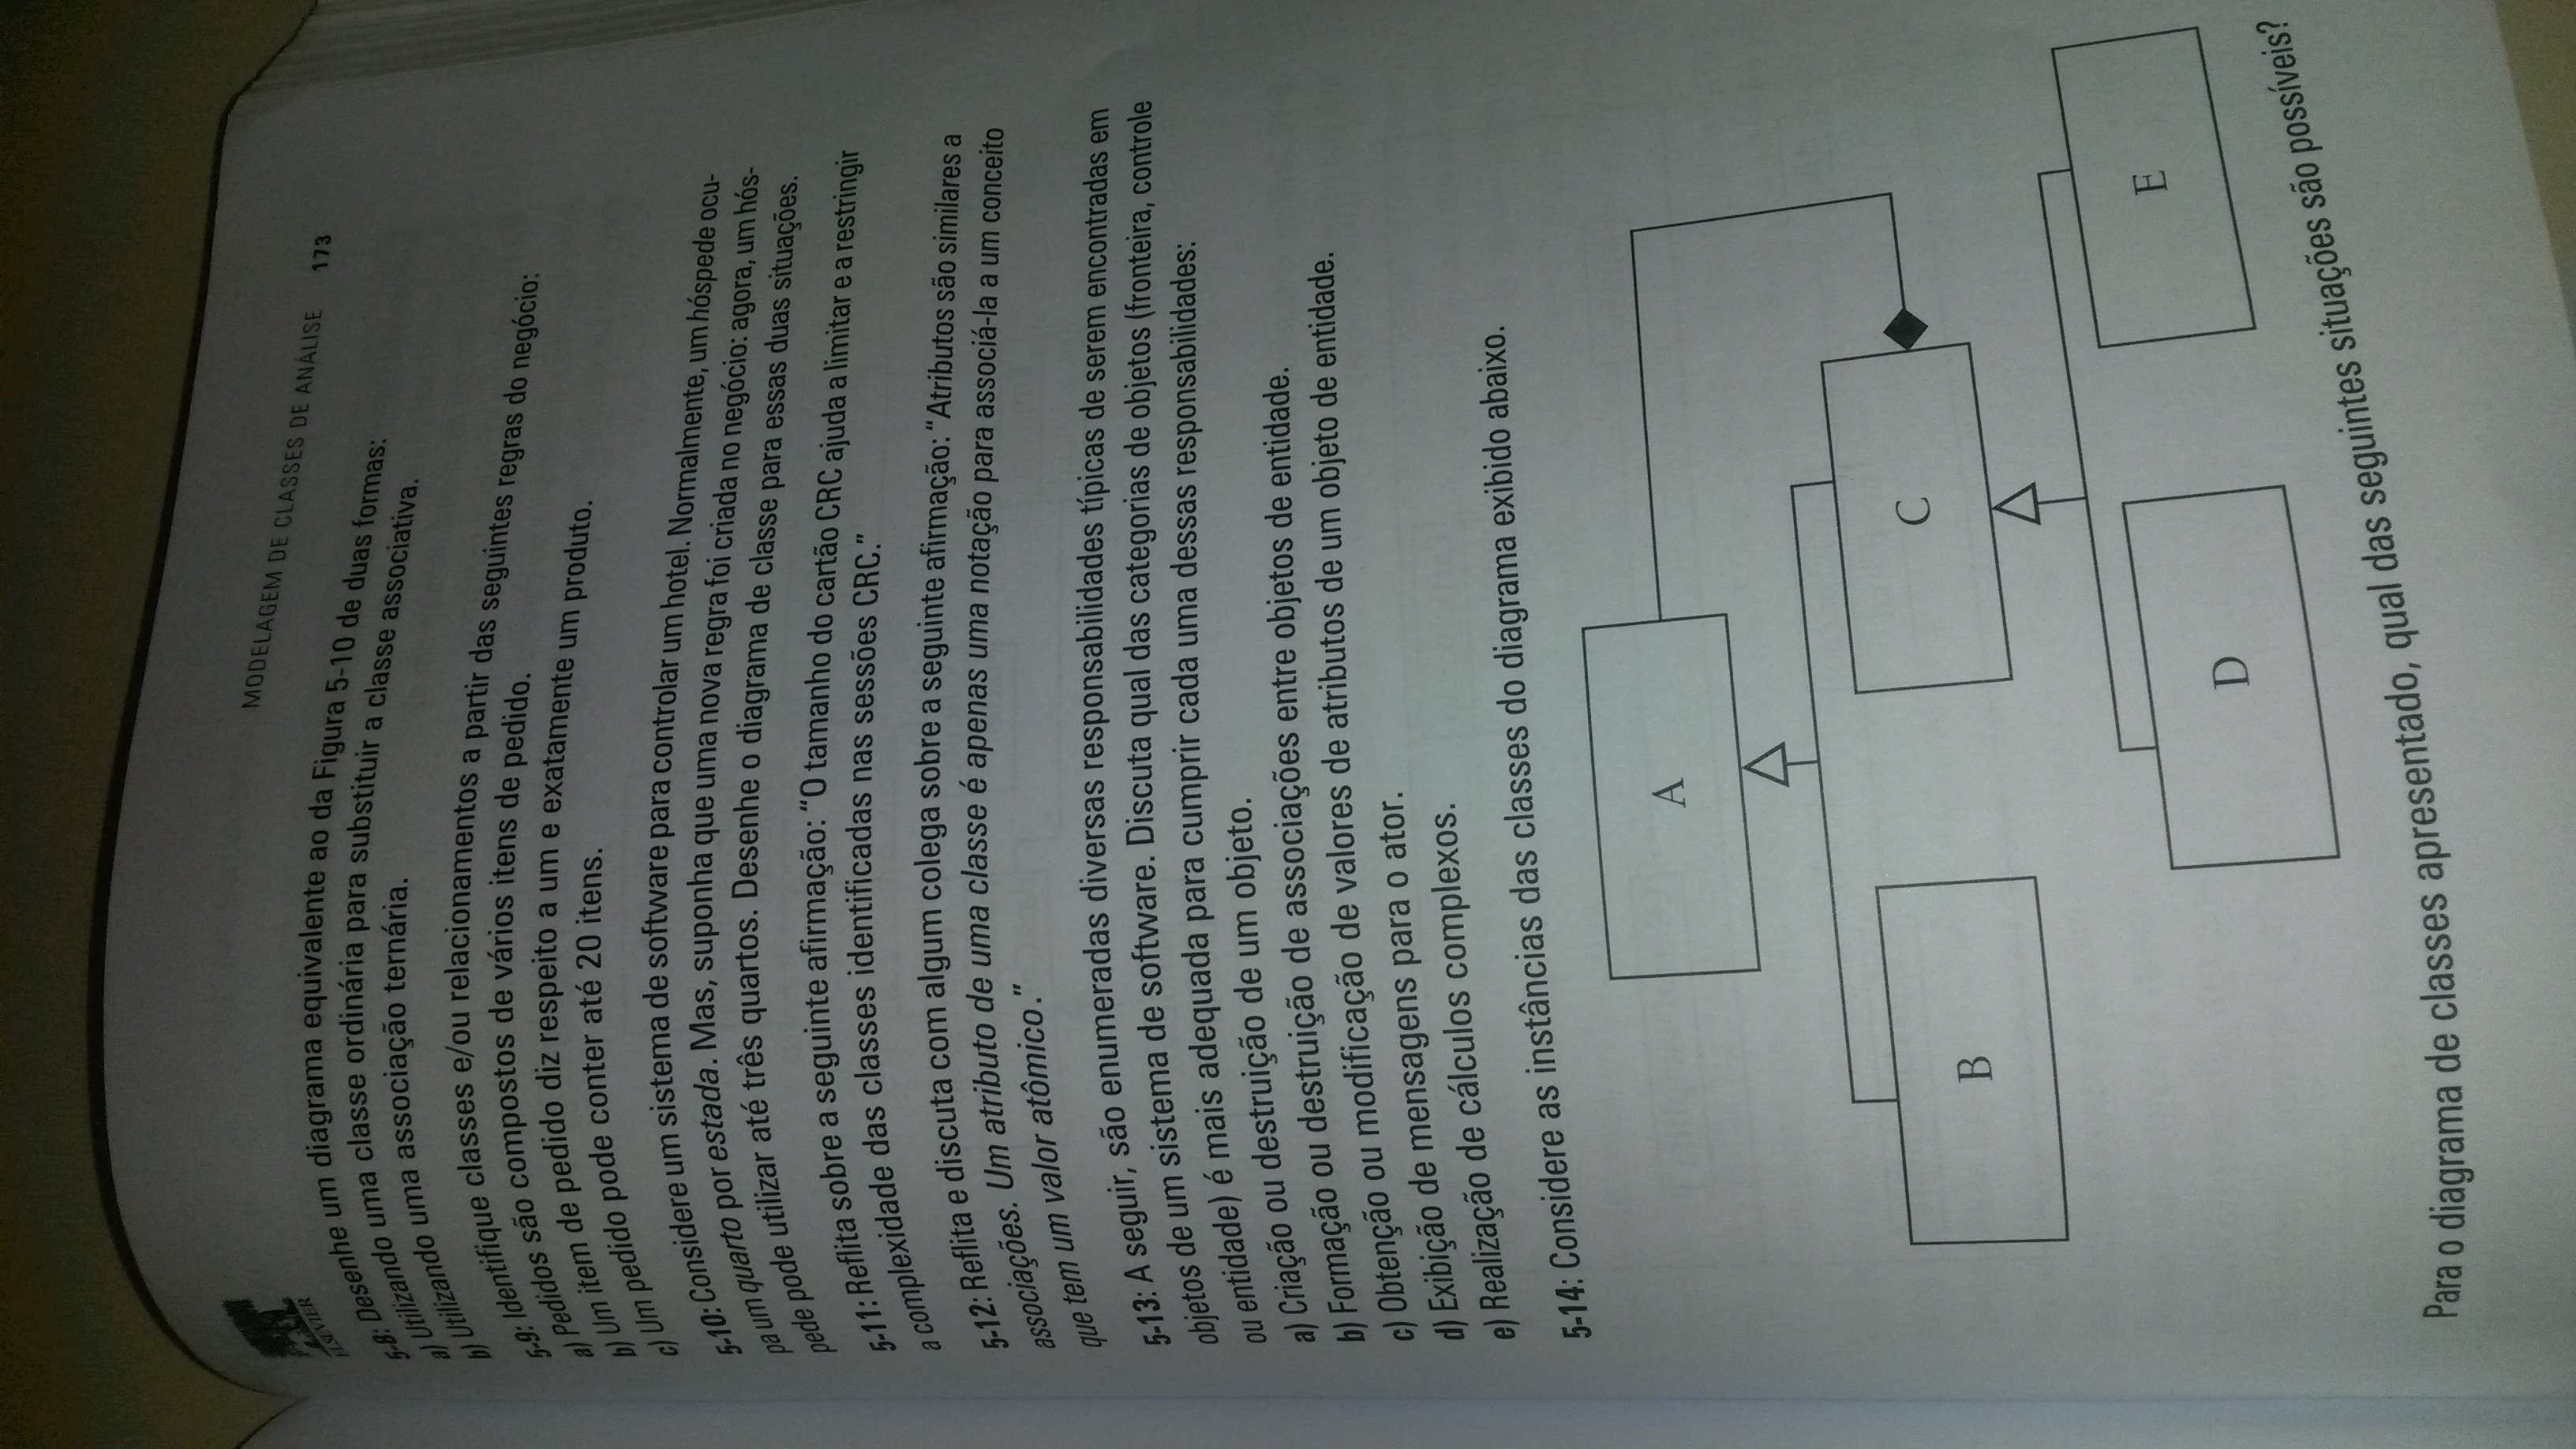 MODELAGEM DE CLASSES DE ANÁLISE 173
ELSEVIER
5-8: Desenhe um diagrama equivalente ao da Figura 5-10 de duas formas:
a) Utilizando uma classe ordinária para substituir a classe associativa.
b) Utilizando uma associação ternária.
5-9: Identifique classes e/ou relacionamentos a partir das seguintes regras do negócio:
a) Pedidos são compostos de vários itens de pedido.
b) Um item de pedido diz respeito a um e exatamente um produto.
c) Um pedido pode conter até 20 itens.
5-10: Considere um sistema de software para controlar um hotel. Normalmente, um hóspede ocu-
pa um quarto por estada. Mas, suponha que uma nova regra foi criada no negócio: agora, um hós-
pede pode utilizar até três quartos. Desenhe o diagrama de classe para essas duas situações.
5-11: Reflita sobre a seguinte afirmação: "O tamanho do cartão CRC ajuda a limitar e a restringir
a complexidade das classes identificadas nas sessões CRC."
5-12: Reflita e discuta com algum colega sobre a seguinte afirmação: "Atributos são similares a
associações. Um atributo de uma classe é apenas uma notação para associá-la a um conceito
que tem um valor atômico."
5-13: A seguir, são enumeradas diversas responsabilidades típicas de serem encontradas em
objetos de um sistema de software. Discuta qual das categorias de objetos (fronteira, controle
ou entidade) é mais adequada para cumprir cada uma dessas responsabilidades:
a) Criação ou destruição de um objeto.
b) Formação ou destruição de associações entre objetos de entidade.
c) Obtenção ou modificação de valores de atributos de um objeto de entidade.
d) Exibição de mensagens para o ator.
e) Realização de cálculos complexos.
5-14: Considere as instâncias das classes do diagrama exibido abaixo.
A
B
C
D
E
Para o diagrama de classes apresentado, qual das seguintes situações são possíveis?